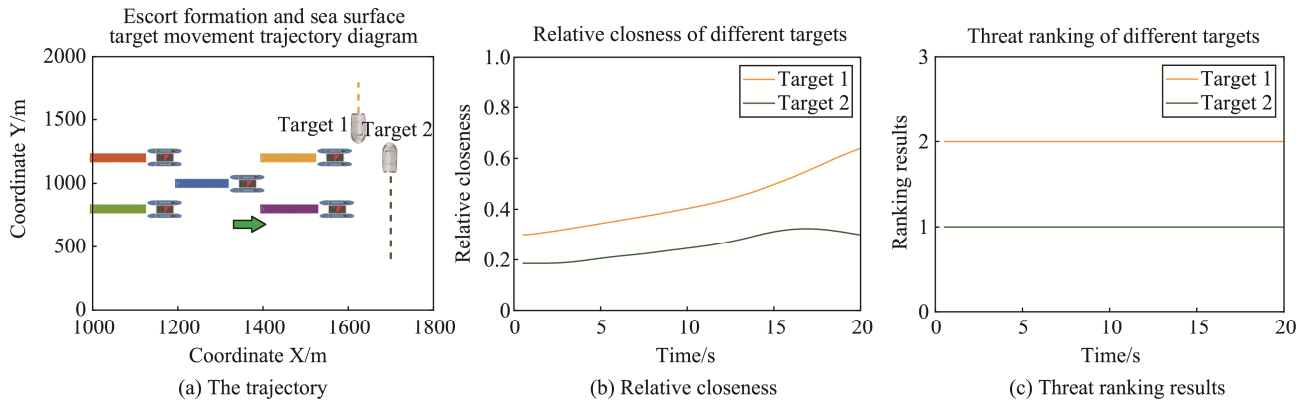 Escort formation and sea surface
target movement trajectory diagram
2000
1500
1000
500
0
Coordinate Y/m
Target 1
Target 2
1000 1200 1400 1600 1800
Coordinate X/m
(a) The trajectory
Relative closness of different targets
1.0
0.8
0.6
0.4
0.2
0
Relative closeness
Target 1
Target 2
0 5 10 15 20
Time/s
(b) Relative closeness
Threat ranking of different targets
3
2
1
0
Ranking results
Target 1
Target 2
0 5 10 15 20
Time/s
(c) Threat ranking results